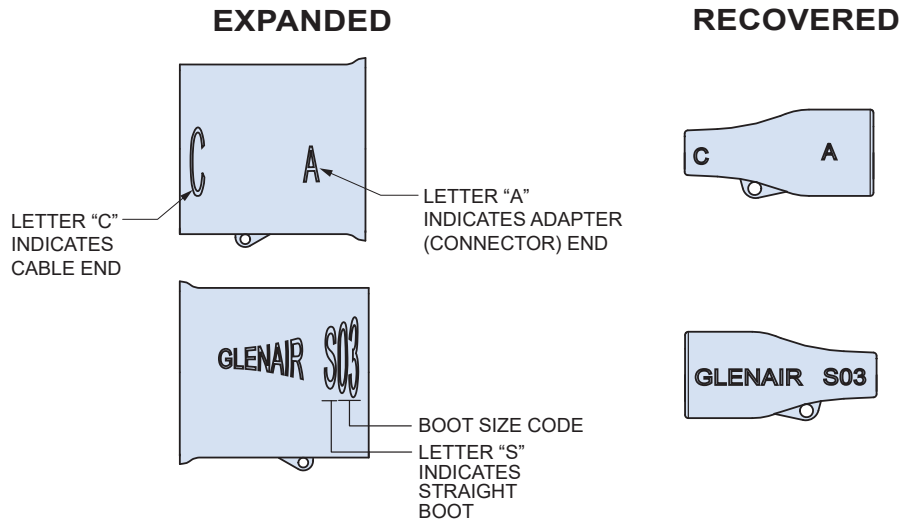 EXPANDED
RECOVERED
C
A
C
A
LETTER “C”
INDICATES
CABLE END
LETTER “A”
INDICATES ADAPTER
(CONNECTOR) END
GLENAIR S03
GLENAIR S03
BOOT SIZE CODE
LETTER “S”
INDICATES
STRAIGHT
BOOT